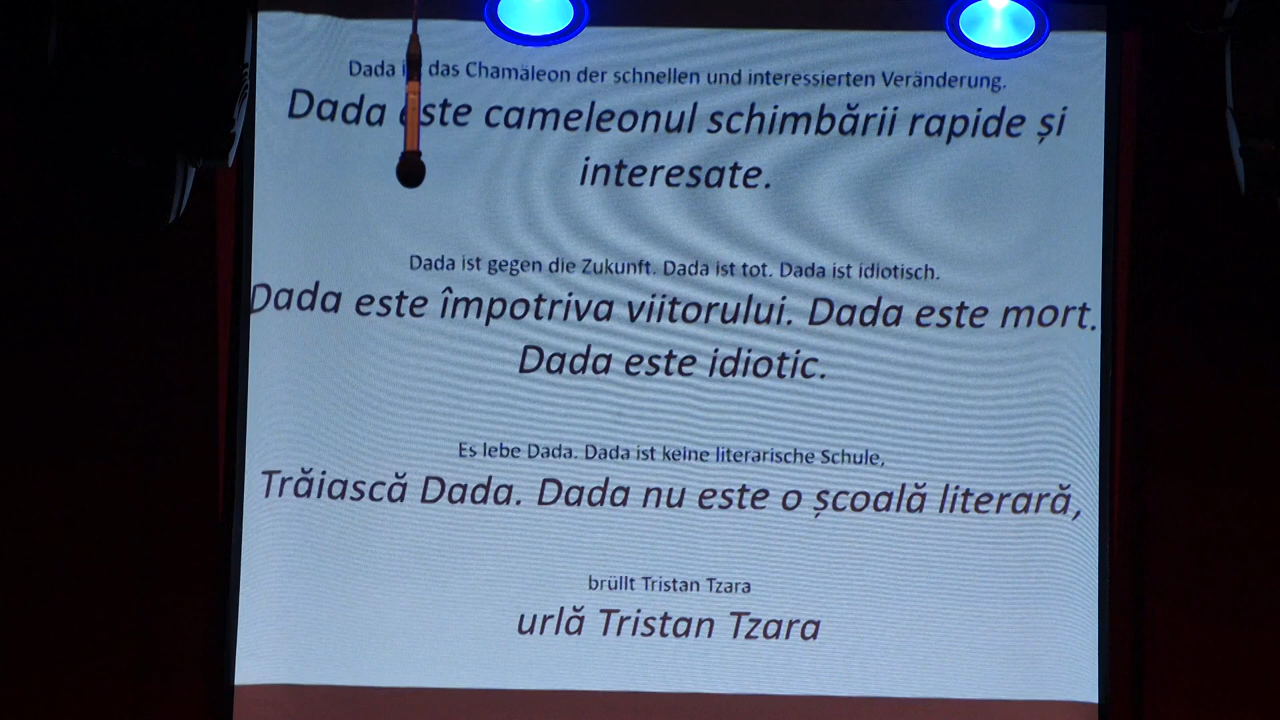 Dada ist das Chamäleon der schnellen und interessierten Veränderung.
Dada este cameleonul schimbării rapide și
interesate.
Dada ist gegen die Zukunft. Dada ist tot. Dada ist idiotisch.
Dada este împotriva viitorului. Dada este mort.
Dada este idiotic.
Es lebe Dada. Dada ist keine literarische Schule,
Trăiască Dada. Dada nu este o școală literară,
brüllt Tristan Tzara
urlă Tristan Tzara